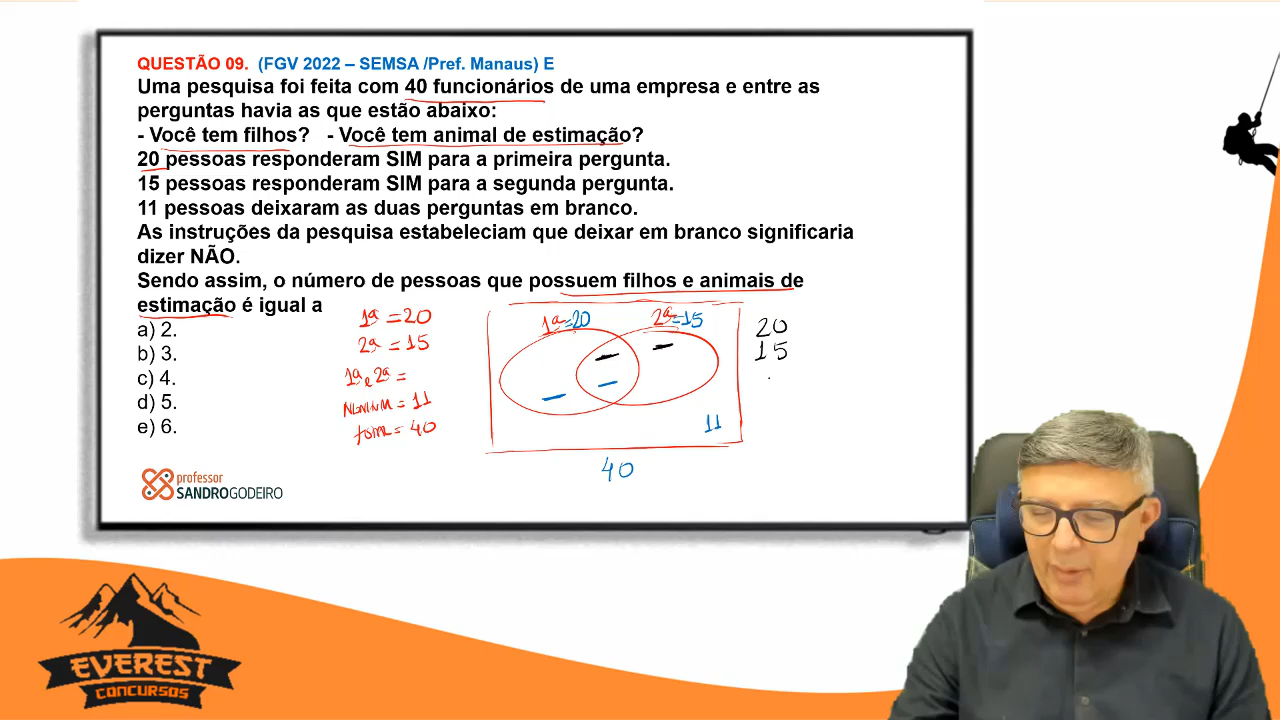 QUESTÃO 09. (FGV 2022 – SEMSA /Pref. Manaus) E
Uma pesquisa foi feita com 40 funcionários de uma empresa e entre as
perguntas havia as que estão abaixo:
- Você tem filhos? - Você tem animal de estimação?
20 pessoas responderam SIM para a primeira pergunta.
15 pessoas responderam SIM para a segunda pergunta.
11 pessoas deixaram as duas perguntas em branco.
As instruções da pesquisa estabeleciam que deixar em branco significaria
dizer NÃO.
Sendo assim, o número de pessoas que possuem filhos e animais de
estimação é igual a
a) 2.
b) 3.
c) 4.
d) 5.
e) 6.
1ª = 20
2ª = 15
1ª e 2ª =
= 11
= 40
1ª=20 2ª=15
11
40
20
15
professor
SANDROGODEIRO
EVEREST
CONCURSOS